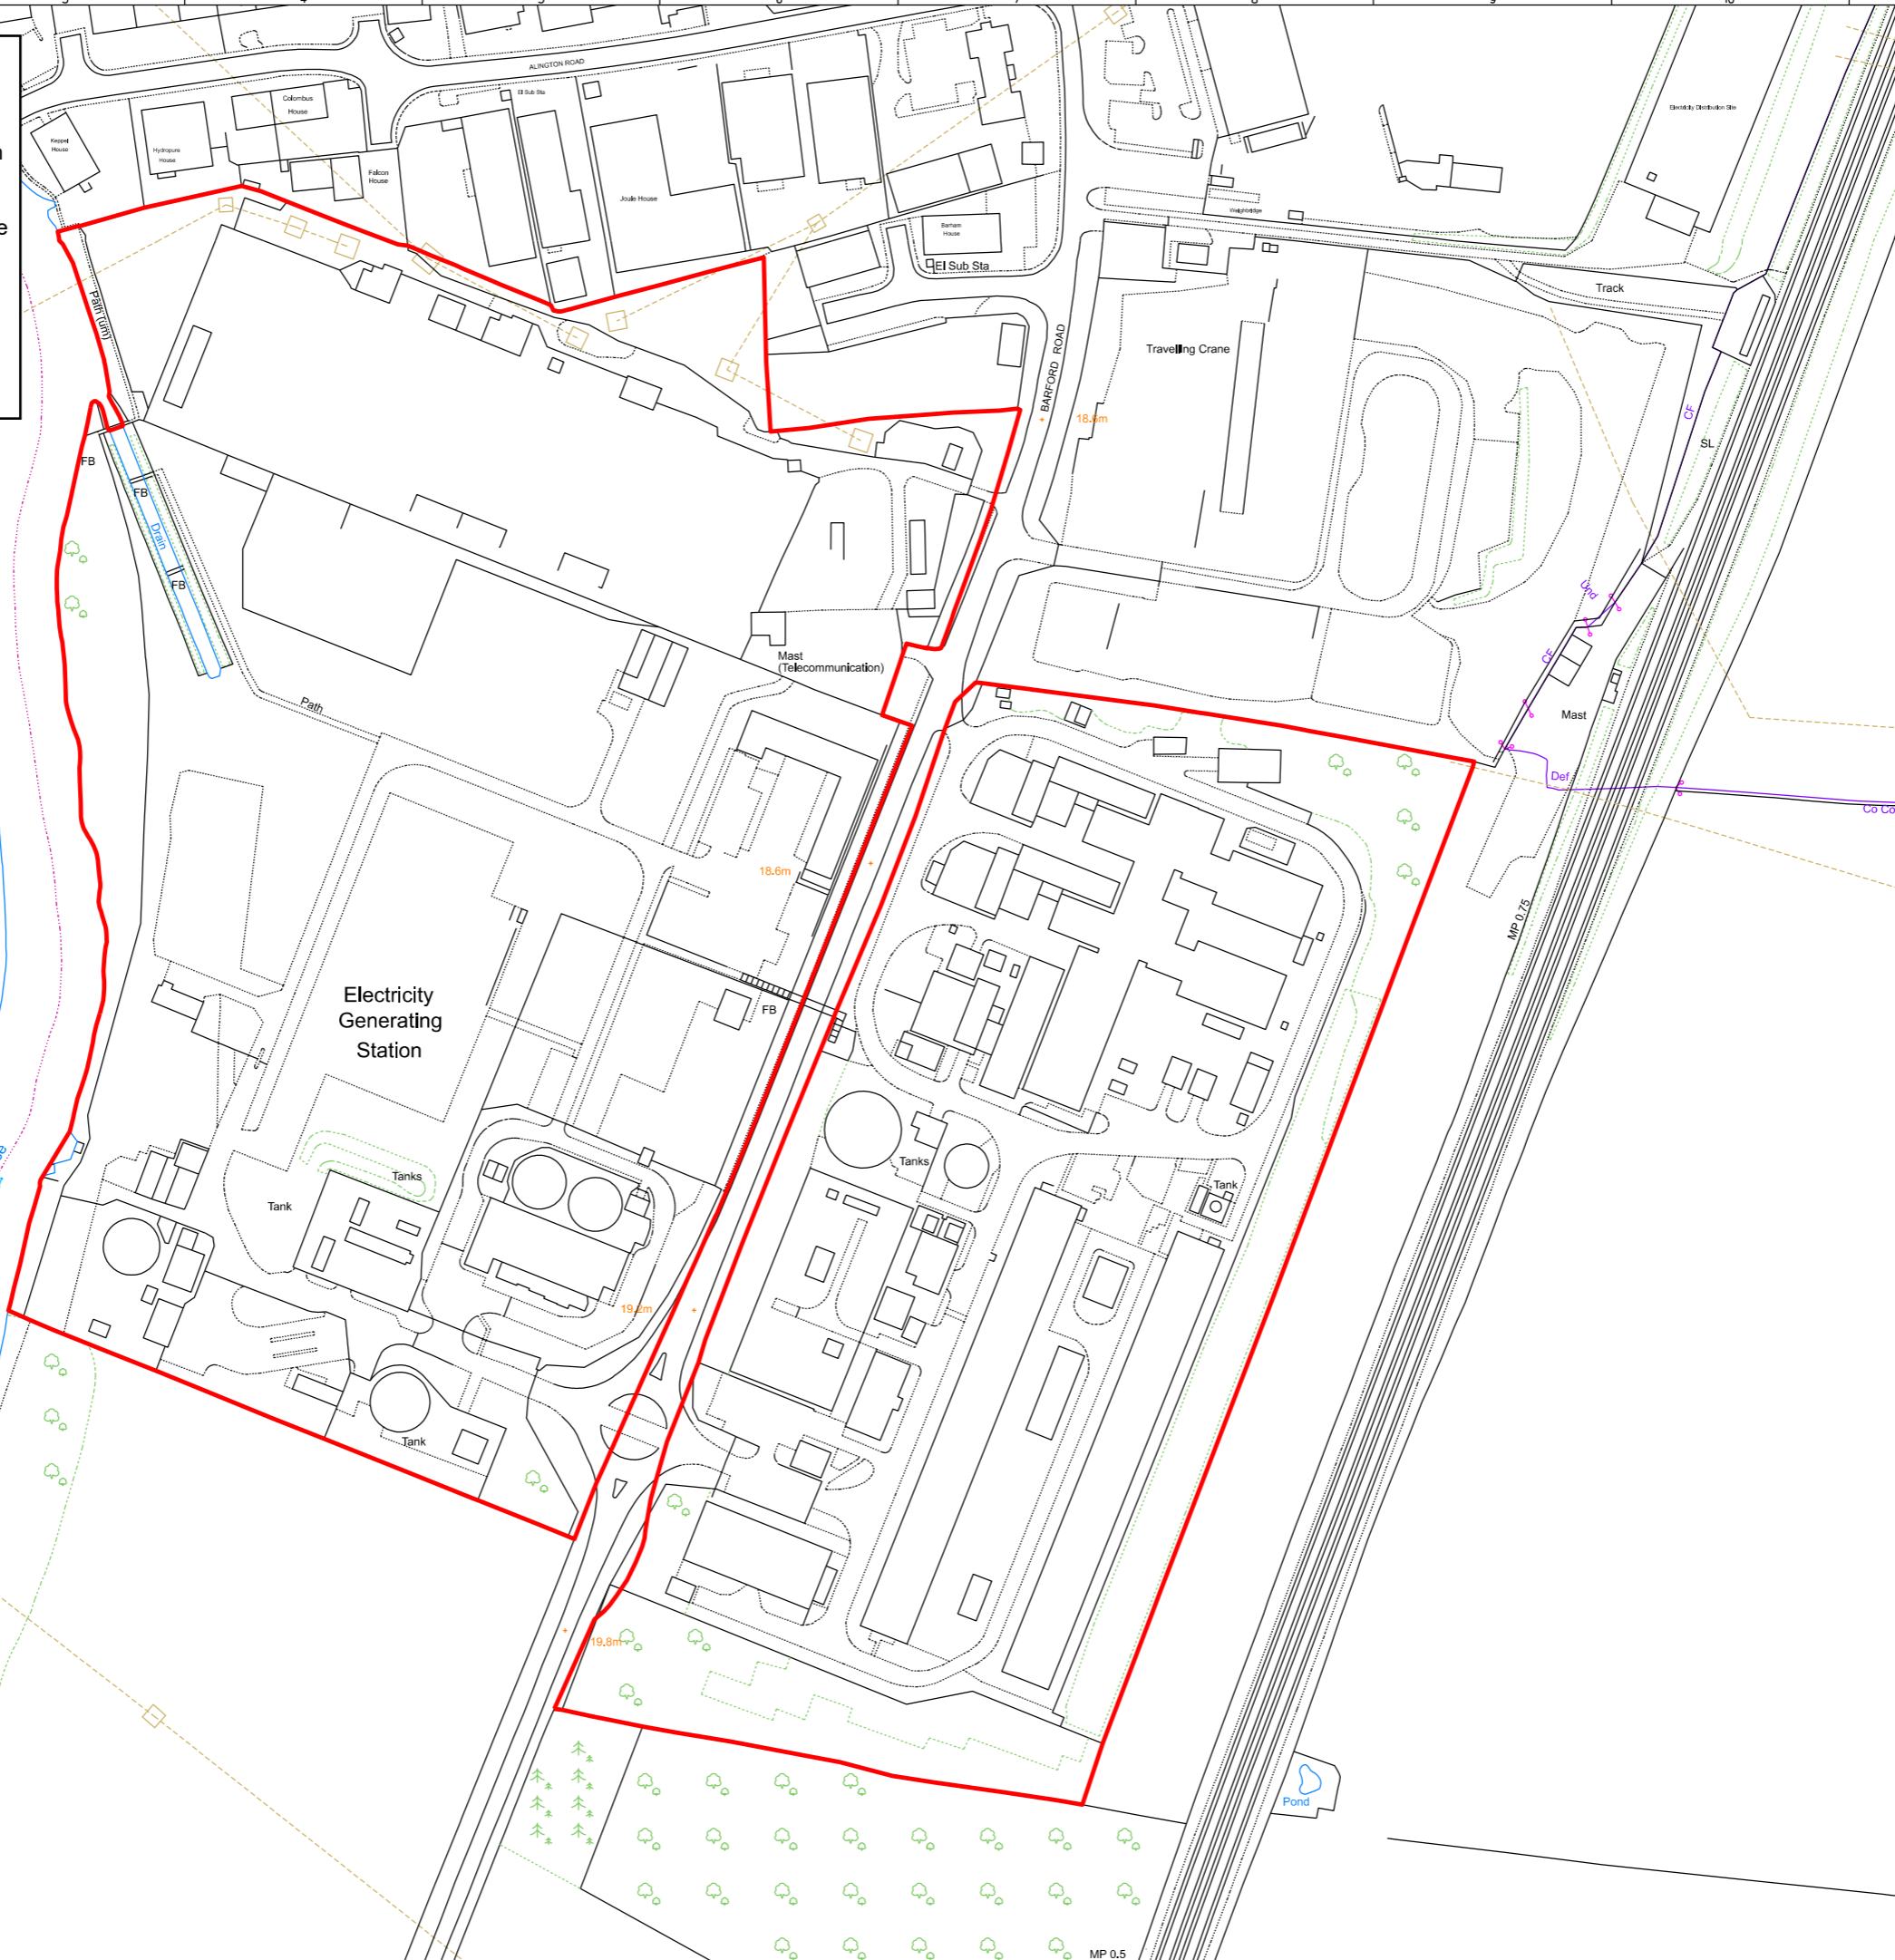 ALINGTON ROAD
El Sub Sta
Colombus
House
Keppel
House
Hydropure
House
Falcon
House
Joule House
Electricity Distribution Site
Weighbridge
Barham
House
El Sub Sta
Track
Path (um)
BARFORD ROAD
Travelling Crane
18.6m
CF
SL
FB
FB
Drain
FB
Und
CF
Mast
(Telecommunication)
Path
Mast
Def
Co Co
18.6m
MP 0.75
Electricity
Generating
Station
FB
Tanks
Tanks
Tank
Tank
19.2m
Tank
19.8m
Pond
MP 0.5